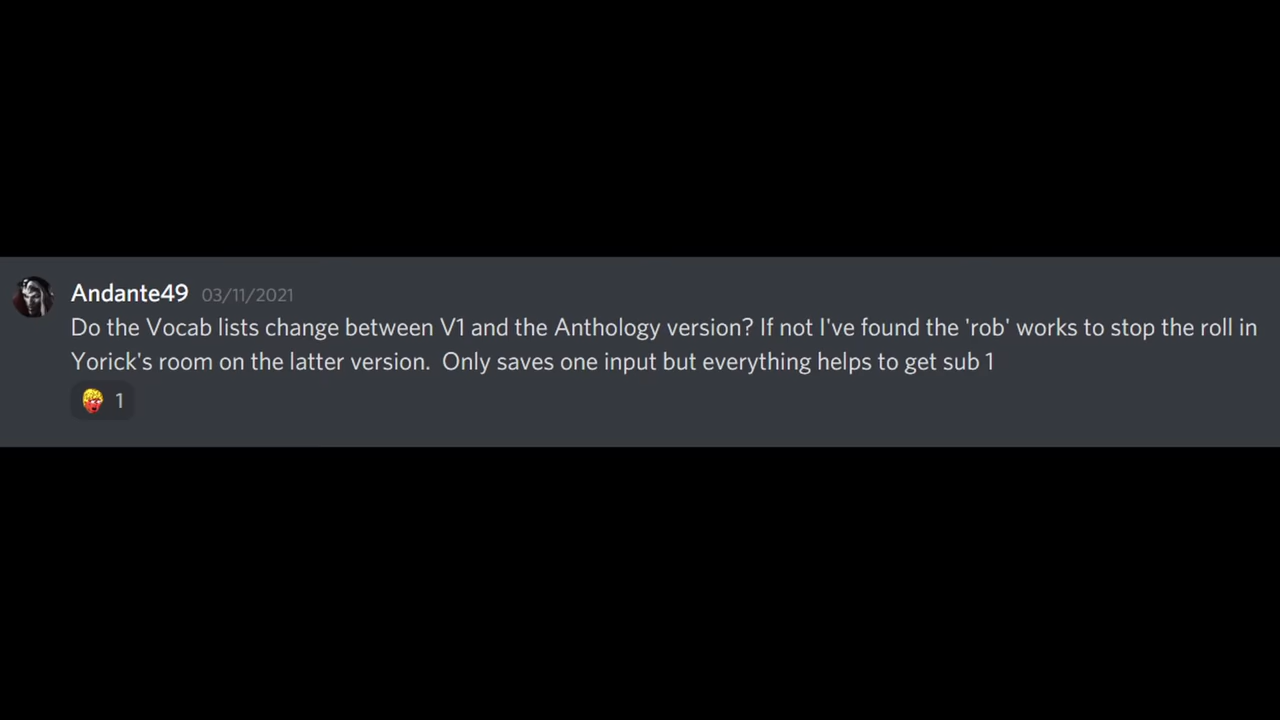 Andante49 03/11/2021
Do the Vocab lists change between V1 and the Anthology version? If not I've found the 'rob' works to stop the roll in
Yorick's room on the latter version.  Only saves one input but everything helps to get sub 1
1